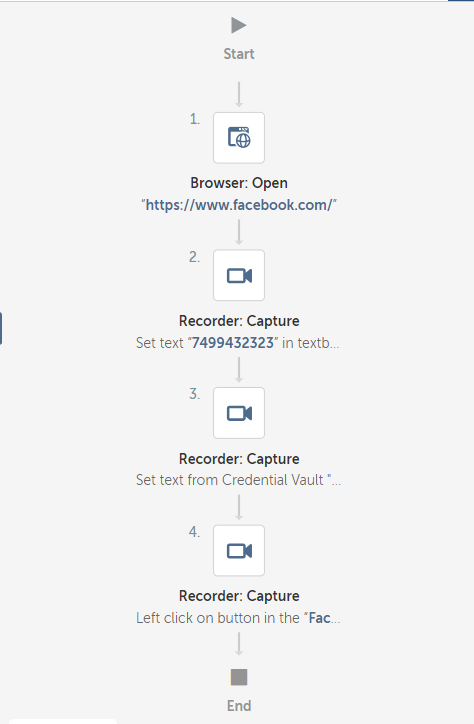 Start
1.
Browser: Open
"https://www.facebook.com/"
2.
Recorder: Capture
Set text "7499432323" in textb...
3.
Recorder: Capture
Set text from Credential Vault "...
4.
Recorder: Capture
Left click on button in the "Fac...
End